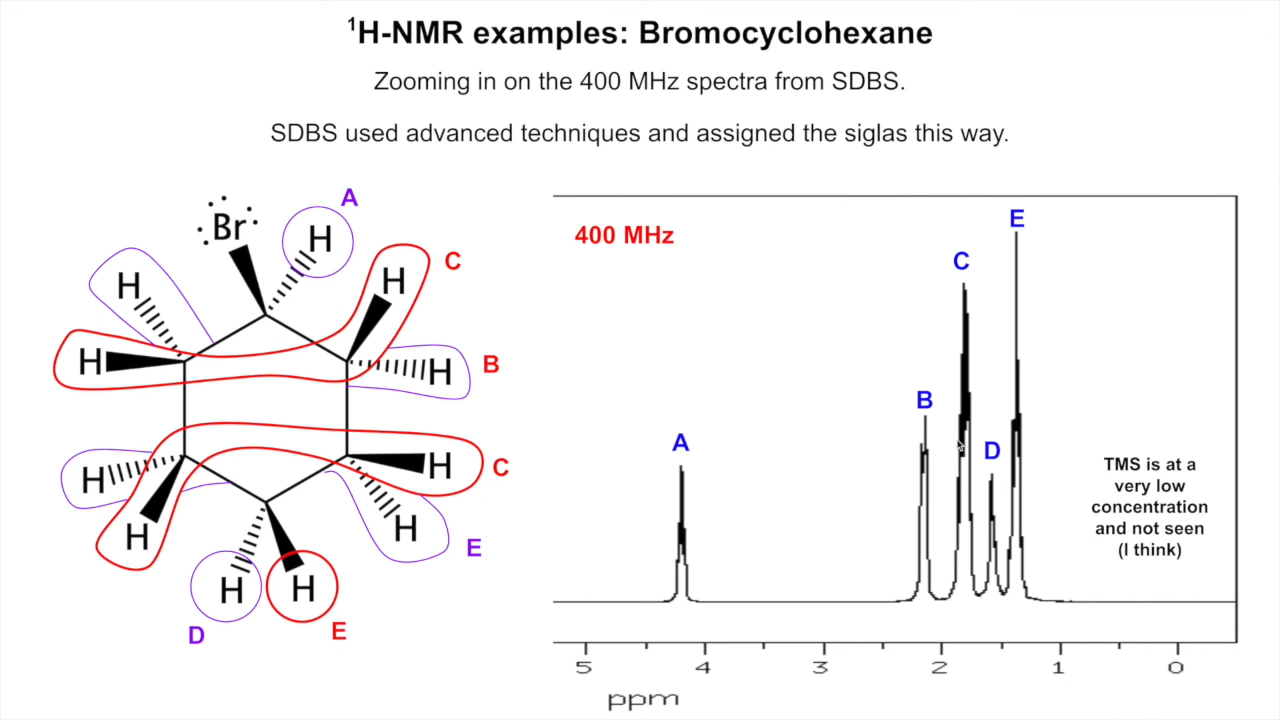 ¹H-NMR examples: Bromocyclohexane
Zooming in on the 400 MHz spectra from SDBS.
SDBS used advanced techniques and assigned the siglas this way.
A
Br
H
H
H
C
H
H
B
H
H
C
H
H
E
H
H
D
E
400 MHz
A
B
C
D
E
TMS is at a
very low
concentration
and not seen
(I think)
5 4 3 2 1 0
ppm